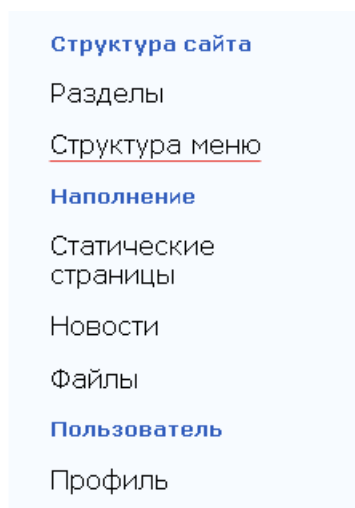 Структура сайта
Разделы
Структура меню
Наполнение
Статические
страницы
Новости
Файлы
Пользователь
Профиль